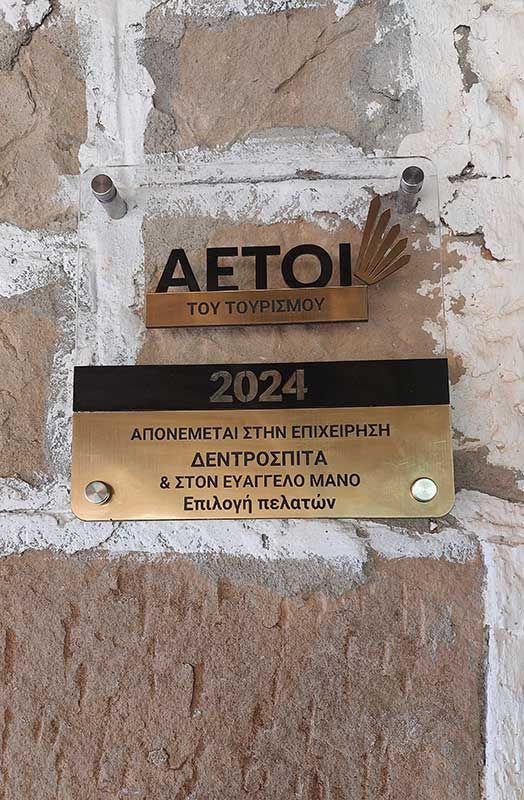 ΑΕΤΟΙ
ΤΟΥ ΤΟΥΡΙΣΜΟΥ
2024
ΑΠΟΝΕΜΕΤΑΙ ΣΤΗΝ ΕΠΙΧΕΙΡΗΣΗ
ΔΕΝΤΡΟΣΠΙΤΑ
& ΣΤΟΝ ΕΥΑΓΓΕΛΟ ΜΑΝΟ
Επιλογή πελατών